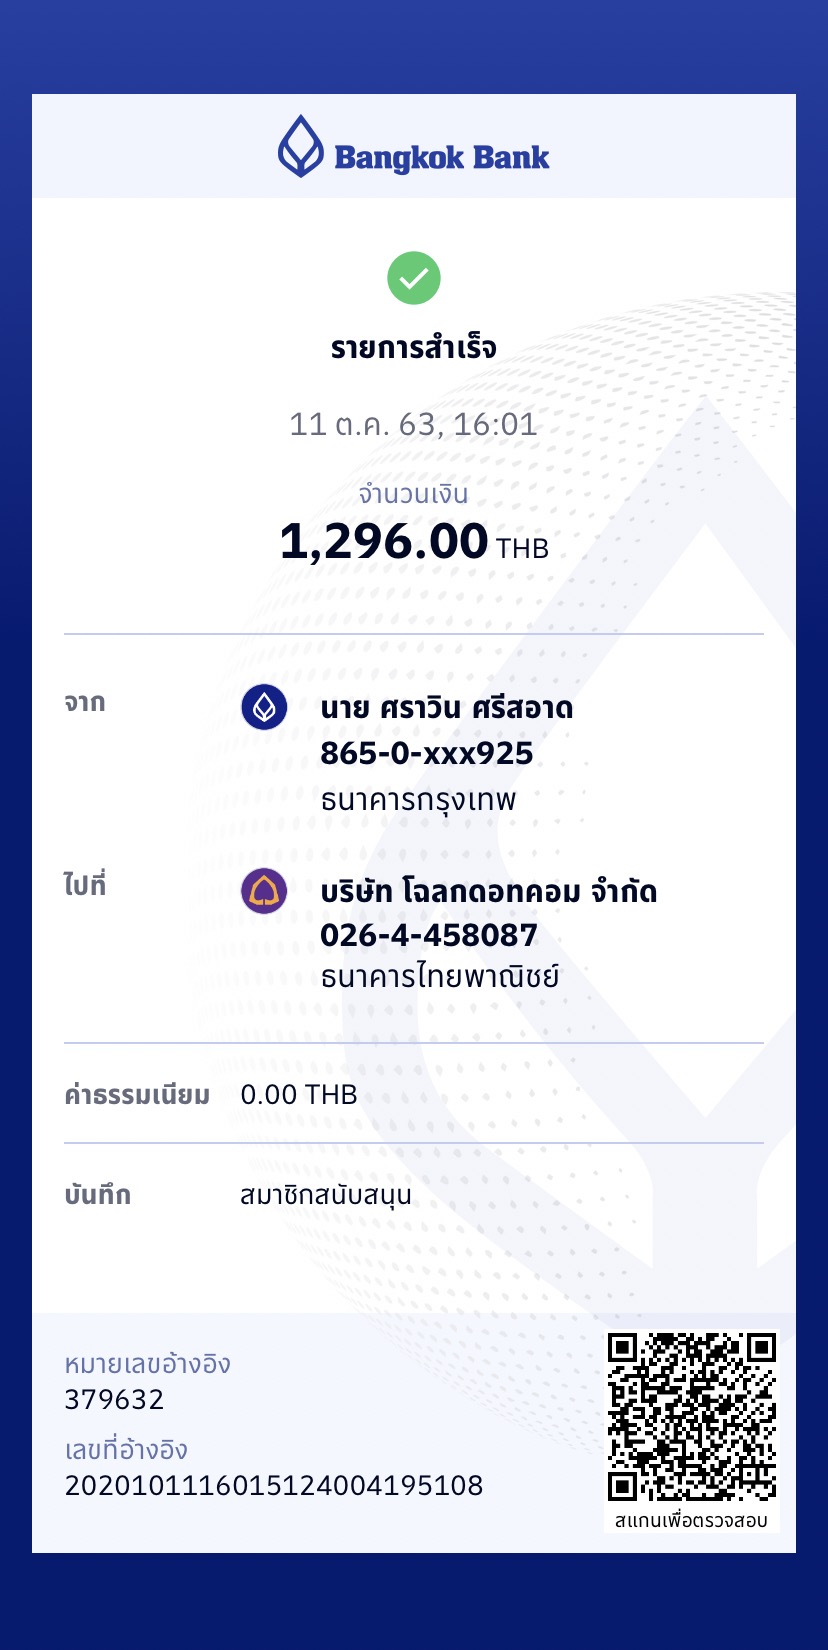 Bangkok Bank
รายการสำเร็จ
11 ต.ค. 63, 16:01
จำนวนเงิน
1,296.00 THB
จาก
นาย ศราวิน ศรีสอาด
865-0-xxx925
ธนาคารกรุงเทพ
ไปที่
บริษัท โฉลกดอทคอม จำกัด
026-4-458087
ธนาคารไทยพาณิชย์
ค่าธรรมเนียม 0.00 THB
บันทึก สมาชิกสนับสนุน
หมายเลขอ้างอิง
379632
เลขที่อ้างอิง
2020101116015124004195108
สแกนเพื่อตรวจสอบ